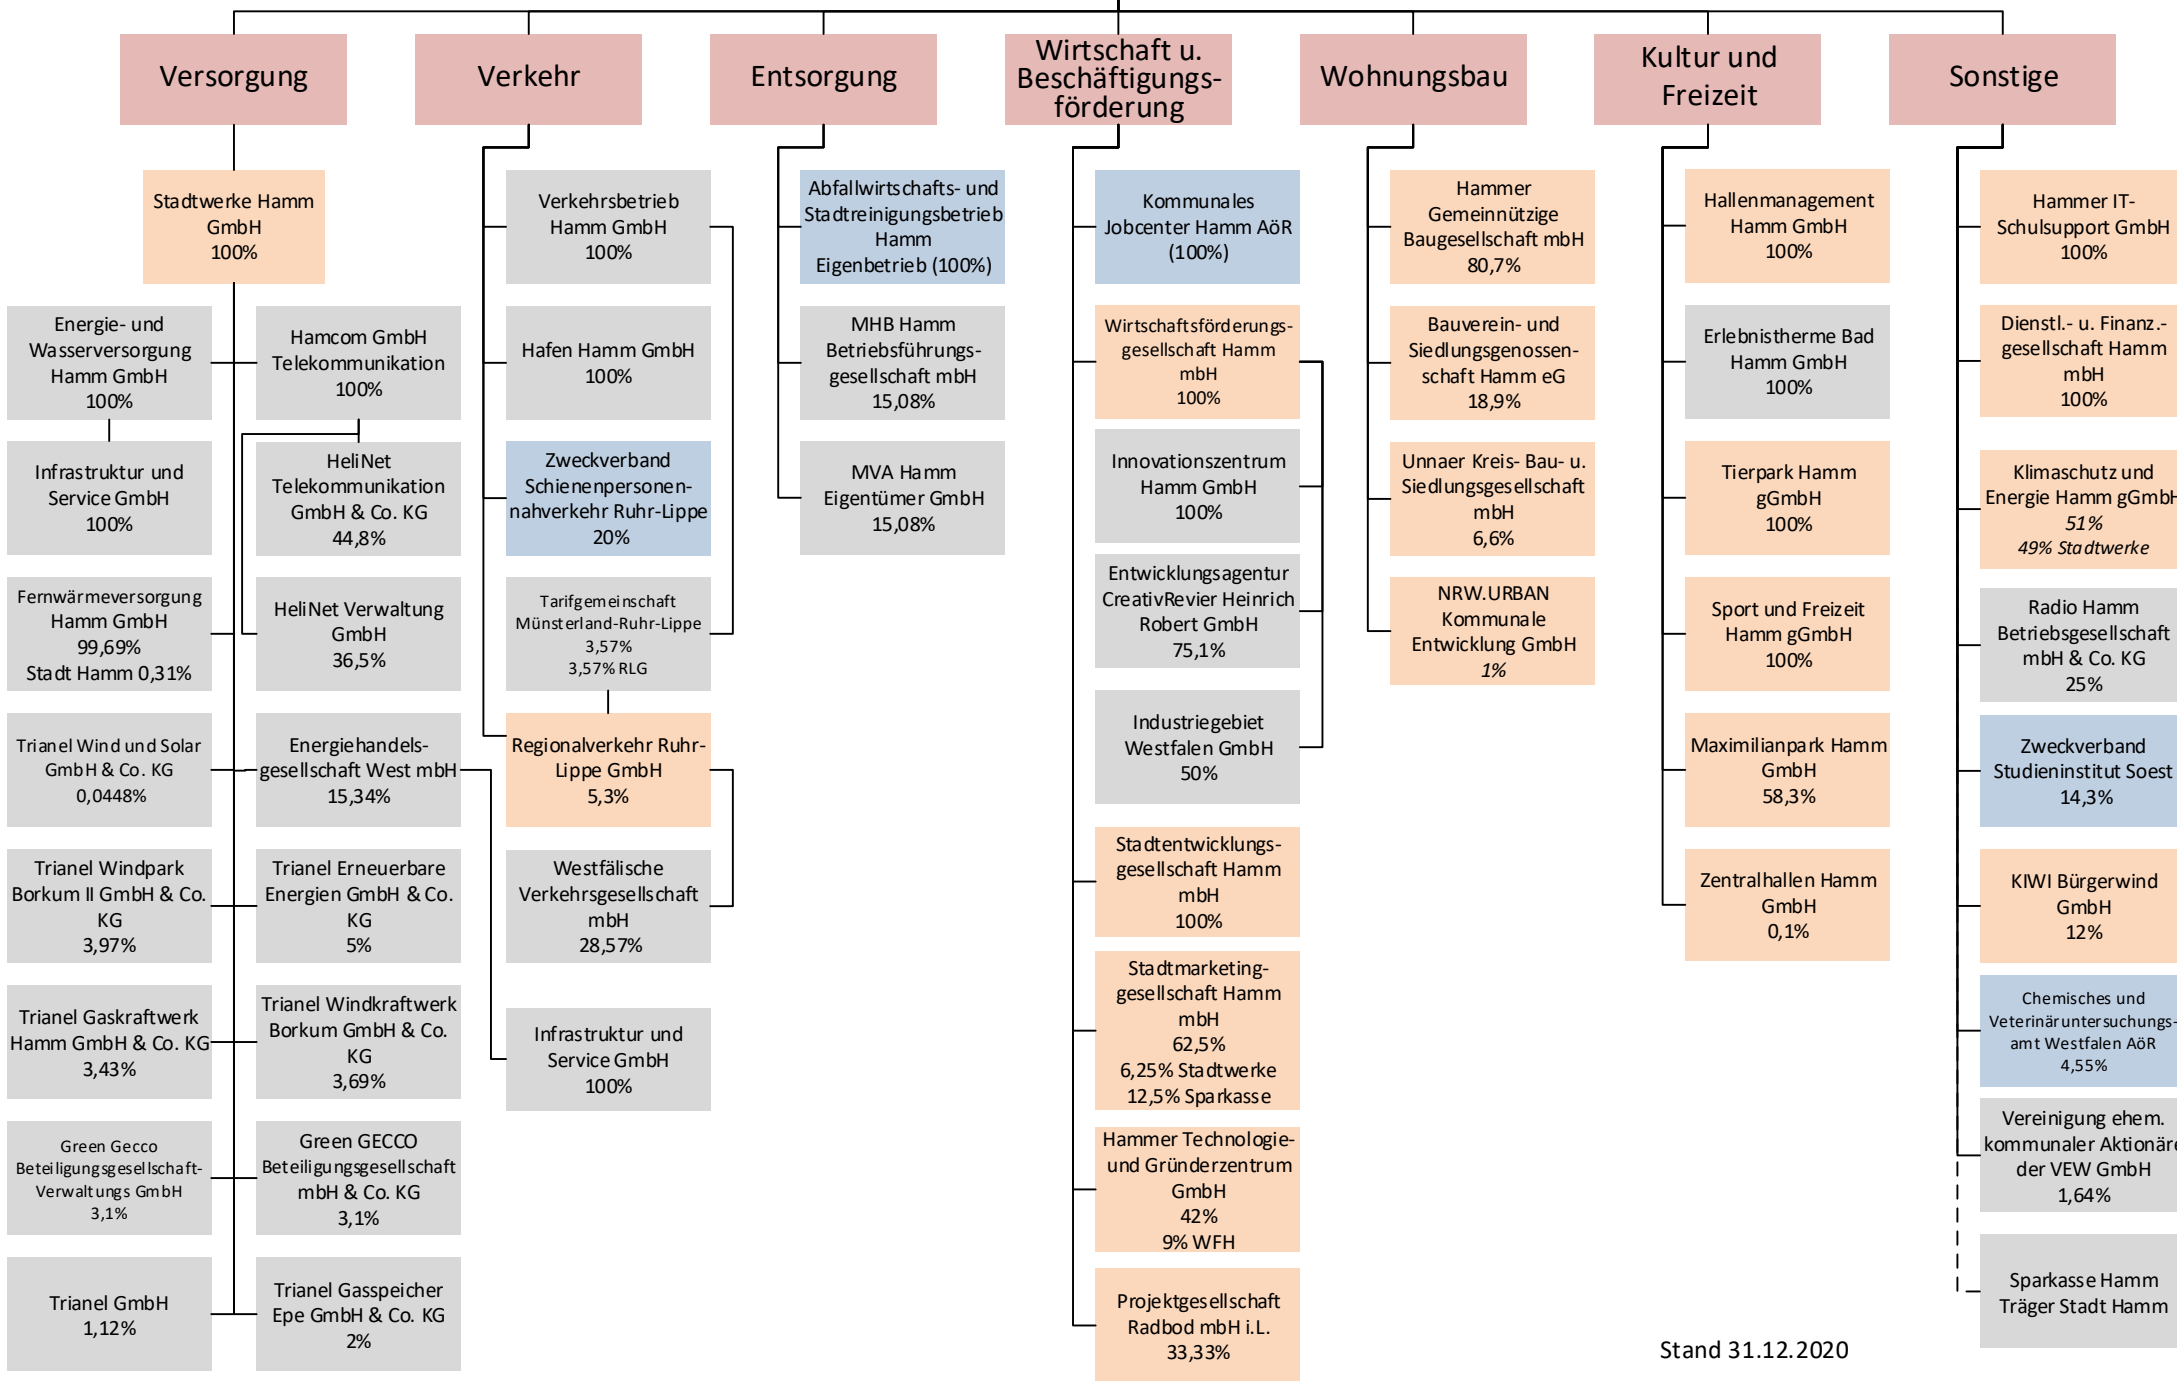 Versorgung
Verkehr
Entsorgung
Wirtschaft u.
Beschäftigungs-
förderung
Wohnungsbau
Kultur und
Freizeit
Sonstige
Stadtwerke Hamm
GmbH
100%
Energie- und
Wasserversorgung
Hamm GmbH
100%
Hamcom GmbH
Telekommunikation
100%
Infrastruktur und
Service GmbH
100%
HeliNet
Telekommunikation
GmbH & Co. KG
44,8%
Fernwärmeversorgung
Hamm GmbH
99,69%
Stadt Hamm 0,31%
HeliNet Verwaltung
GmbH
36,5%
Trianel Wind und Solar
GmbH & Co. KG
0,0448%
Energiehandels-
gesellschaft West mbH
15,34%
Trianel Windpark
Borkum II GmbH & Co.
KG
3,97%
Trianel Erneuerbare
Energien GmbH & Co.
KG
5%
Trianel Gaskraftwerk
Hamm GmbH & Co. KG
3,43%
Trianel Windkraftwerk
Borkum GmbH & Co.
KG
3,69%
Green Gecco
Beteiligungsgesellschaft-
Verwaltungs GmbH
3,1%
Green GECCO
Beteiligungsgesellschaft
mbH & Co. KG
3,1%
Trianel GmbH
1,12%
Trianel Gasspeicher
Epe GmbH & Co. KG
2%
Verkehrsbetrieb
Hamm GmbH
100%
Hafen Hamm GmbH
100%
Zweckverband
Schienenpersonen-
nahverkehr Ruhr-Lippe
20%
Tarifgemeinschaft
Münsterland-Ruhr-Lippe
3,57%
3,57% RLG
Regionalverkehr Ruhr-
Lippe GmbH
5,3%
Westfälische
Verkehrsgesellschaft
mbH
28,57%
Infrastruktur und
Service GmbH
100%
Abfallwirtschafts- und
Stadtreinigungsbetrieb
Hamm
Eigenbetrieb (100%)
MHB Hamm
Betriebsführungs-
gesellschaft mbH
15,08%
MVA Hamm
Eigentümer GmbH
15,08%
Kommunales
Jobcenter Hamm AöR
(100%)
Wirtschaftsförderungs-
gesellschaft Hamm
mbH
100%
Innovationszentrum
Hamm GmbH
100%
Entwicklungsagentur
CreativRevier Heinrich
Robert GmbH
75,1%
Industriegebiet
Westfalen GmbH
50%
Stadtentwicklungs-
gesellschaft Hamm
mbH
100%
Stadtmarketing-
gesellschaft Hamm
mbH
62,5%
6,25% Stadtwerke
12,5% Sparkasse
Hammer Technologie-
und Gründerzentrum
GmbH
42%
9% WFH
Projektgesellschaft
Radbod mbH i.L.
33,33%
Hammer
Gemeinnützige
Baugesellschaft mbH
80,7%
Bauverein- und
Siedlungsgenossen-
schaft Hamm eG
18,9%
Unnaer Kreis- Bau- u.
Siedlungsgesellschaft
mbH
6,6%
NRW.URBAN
Kommunale
Entwicklung GmbH
1%
Hallenmanagement
Hamm GmbH
100%
Erlebnistherme Bad
Hamm GmbH
100%
Tierpark Hamm
gGmbH
100%
Sport und Freizeit
Hamm gGmbH
100%
Maximilianpark Hamm
GmbH
58,3%
Zentralhallen Hamm
GmbH
0,1%
Hammer IT-
Schulsupport GmbH
100%
Dienstl.- u. Finanz.-
gesellschaft Hamm
mbH
100%
Klimaschutz und
Energie Hamm gGmbH
51%
49% Stadtwerke
Radio Hamm
Betriebsgesellschaft
mbH & Co. KG
25%
Zweckverband
Studieninstitut Soest
14,3%
KIWI Bürgerwind
GmbH
12%
Chemisches und
Veterinäruntersuchungs-
amt Westfalen AöR
4,55%
Vereinigung ehem.
kommunaler Aktionäre
der VEW GmbH
1,64%
Sparkasse Hamm
Träger Stadt Hamm
Stand 31.12.2020